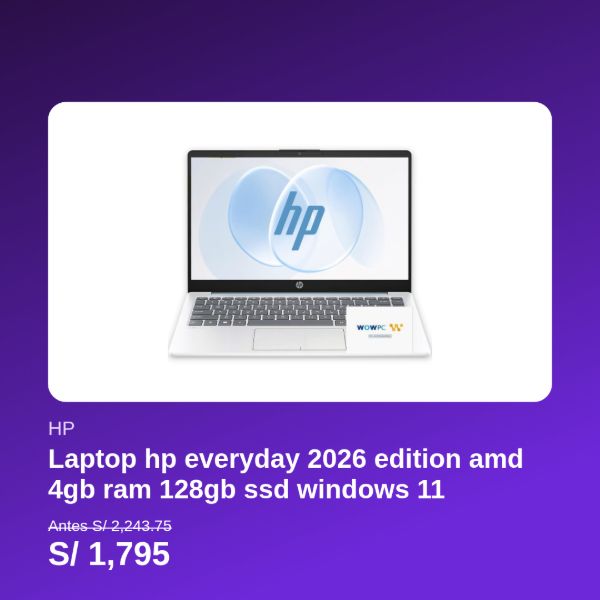 hp
hp
WOWPC W
HP
Laptop hp everyday 2026 edition amd
4gb ram 128gb ssd windows 11
Antes S/ 2,243.75
S/ 1,795